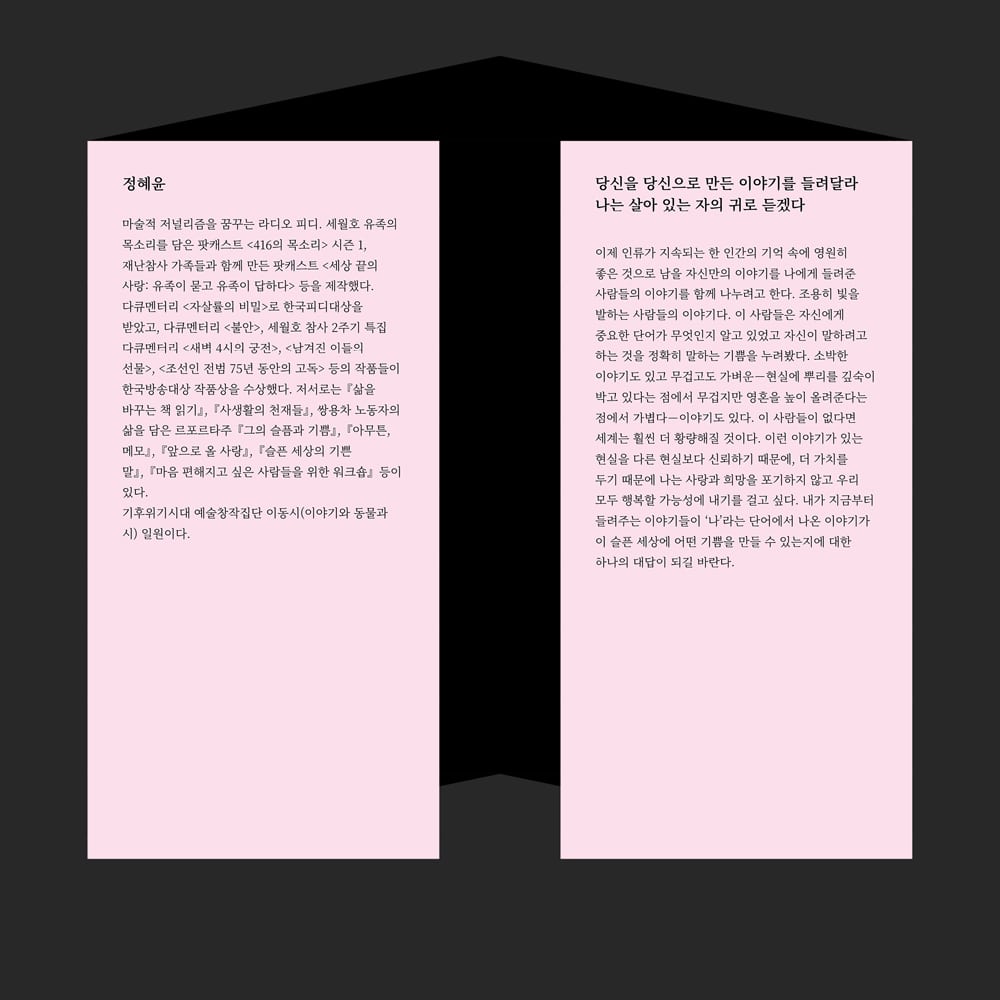 정혜윤
마술적 저널리즘을 꿈꾸는 라디오 피디. 세월호 유족의
목소리를 담은 팟캐스트 <416의 목소리> 시즌 1,
재난참사 가족들과 함께 만든 팟캐스트 <세상 끝의
사랑: 유족이 묻고 유족이 답하다> 등을 제작했다.
다큐멘터리 <자살률의 비밀>로 한국피디대상을
받았고, 다큐멘터리 <불안>, 세월호 참사 2주기 특집
다큐멘터리 <새벽 4시의 궁전>, <남겨진 이들의
선물>, <조선인 전범 75년 동안의 고독> 등의 작품들이
한국방송대상 작품상을 수상했다. 저서로는 『삶을
바꾸는 책 읽기』, 『사생활의 천재들』, 쌍용차 노동자의
삶을 담은 르포르타주 『그의 슬픔과 기쁨』, 『아무튼,
메모』, 『앞으로 올 사랑』, 『슬픈 세상의 기쁜
말』, 『마음 편해지고 싶은 사람들을 위한 워크숍』 등이
있다.
기후위기시대 예술창작집단 이동시(이야기와 동물과
시) 일원이다.
당신을 당신으로 만든 이야기를 들려달라
나는 살아 있는 자의 귀로 듣겠다
이제 인류가 지속되는 한 인간의 기억 속에 영원히
좋은 것으로 남을 자신만의 이야기를 나에게 들려준
사람들의 이야기를 함께 나누려고 한다. 조용히 빛을
발하는 사람들의 이야기다. 이 사람들은 자신에게
중요한 단어가 무엇인지 알고 있었고 자신이 말하려고
하는 것을 정확히 말하는 기쁨을 누려봤다. 소박한
이야기도 있고 무겁고도 가벼운—현실에 뿌리를 깊숙이
박고 있다는 점에서 무겁지만 영혼을 높이 올려준다는
점에서 가볍다—이야기도 있다. 이 사람들이 없다면
세계는 훨씬 더 황량해질 것이다. 이런 이야기가 있는
현실을 다른 현실보다 신뢰하기 때문에, 더 가치를
두기 때문에 나는 사랑과 희망을 포기하지 않고 우리
모두 행복할 가능성에 내기를 걸고 싶다. 내가 지금부터
들려주는 이야기들이 ‘나’라는 단어에서 나온 이야기가
이 슬픈 세상에 어떤 기쁨을 만들 수 있는지에 대한
하나의 대답이 되길 바란다.